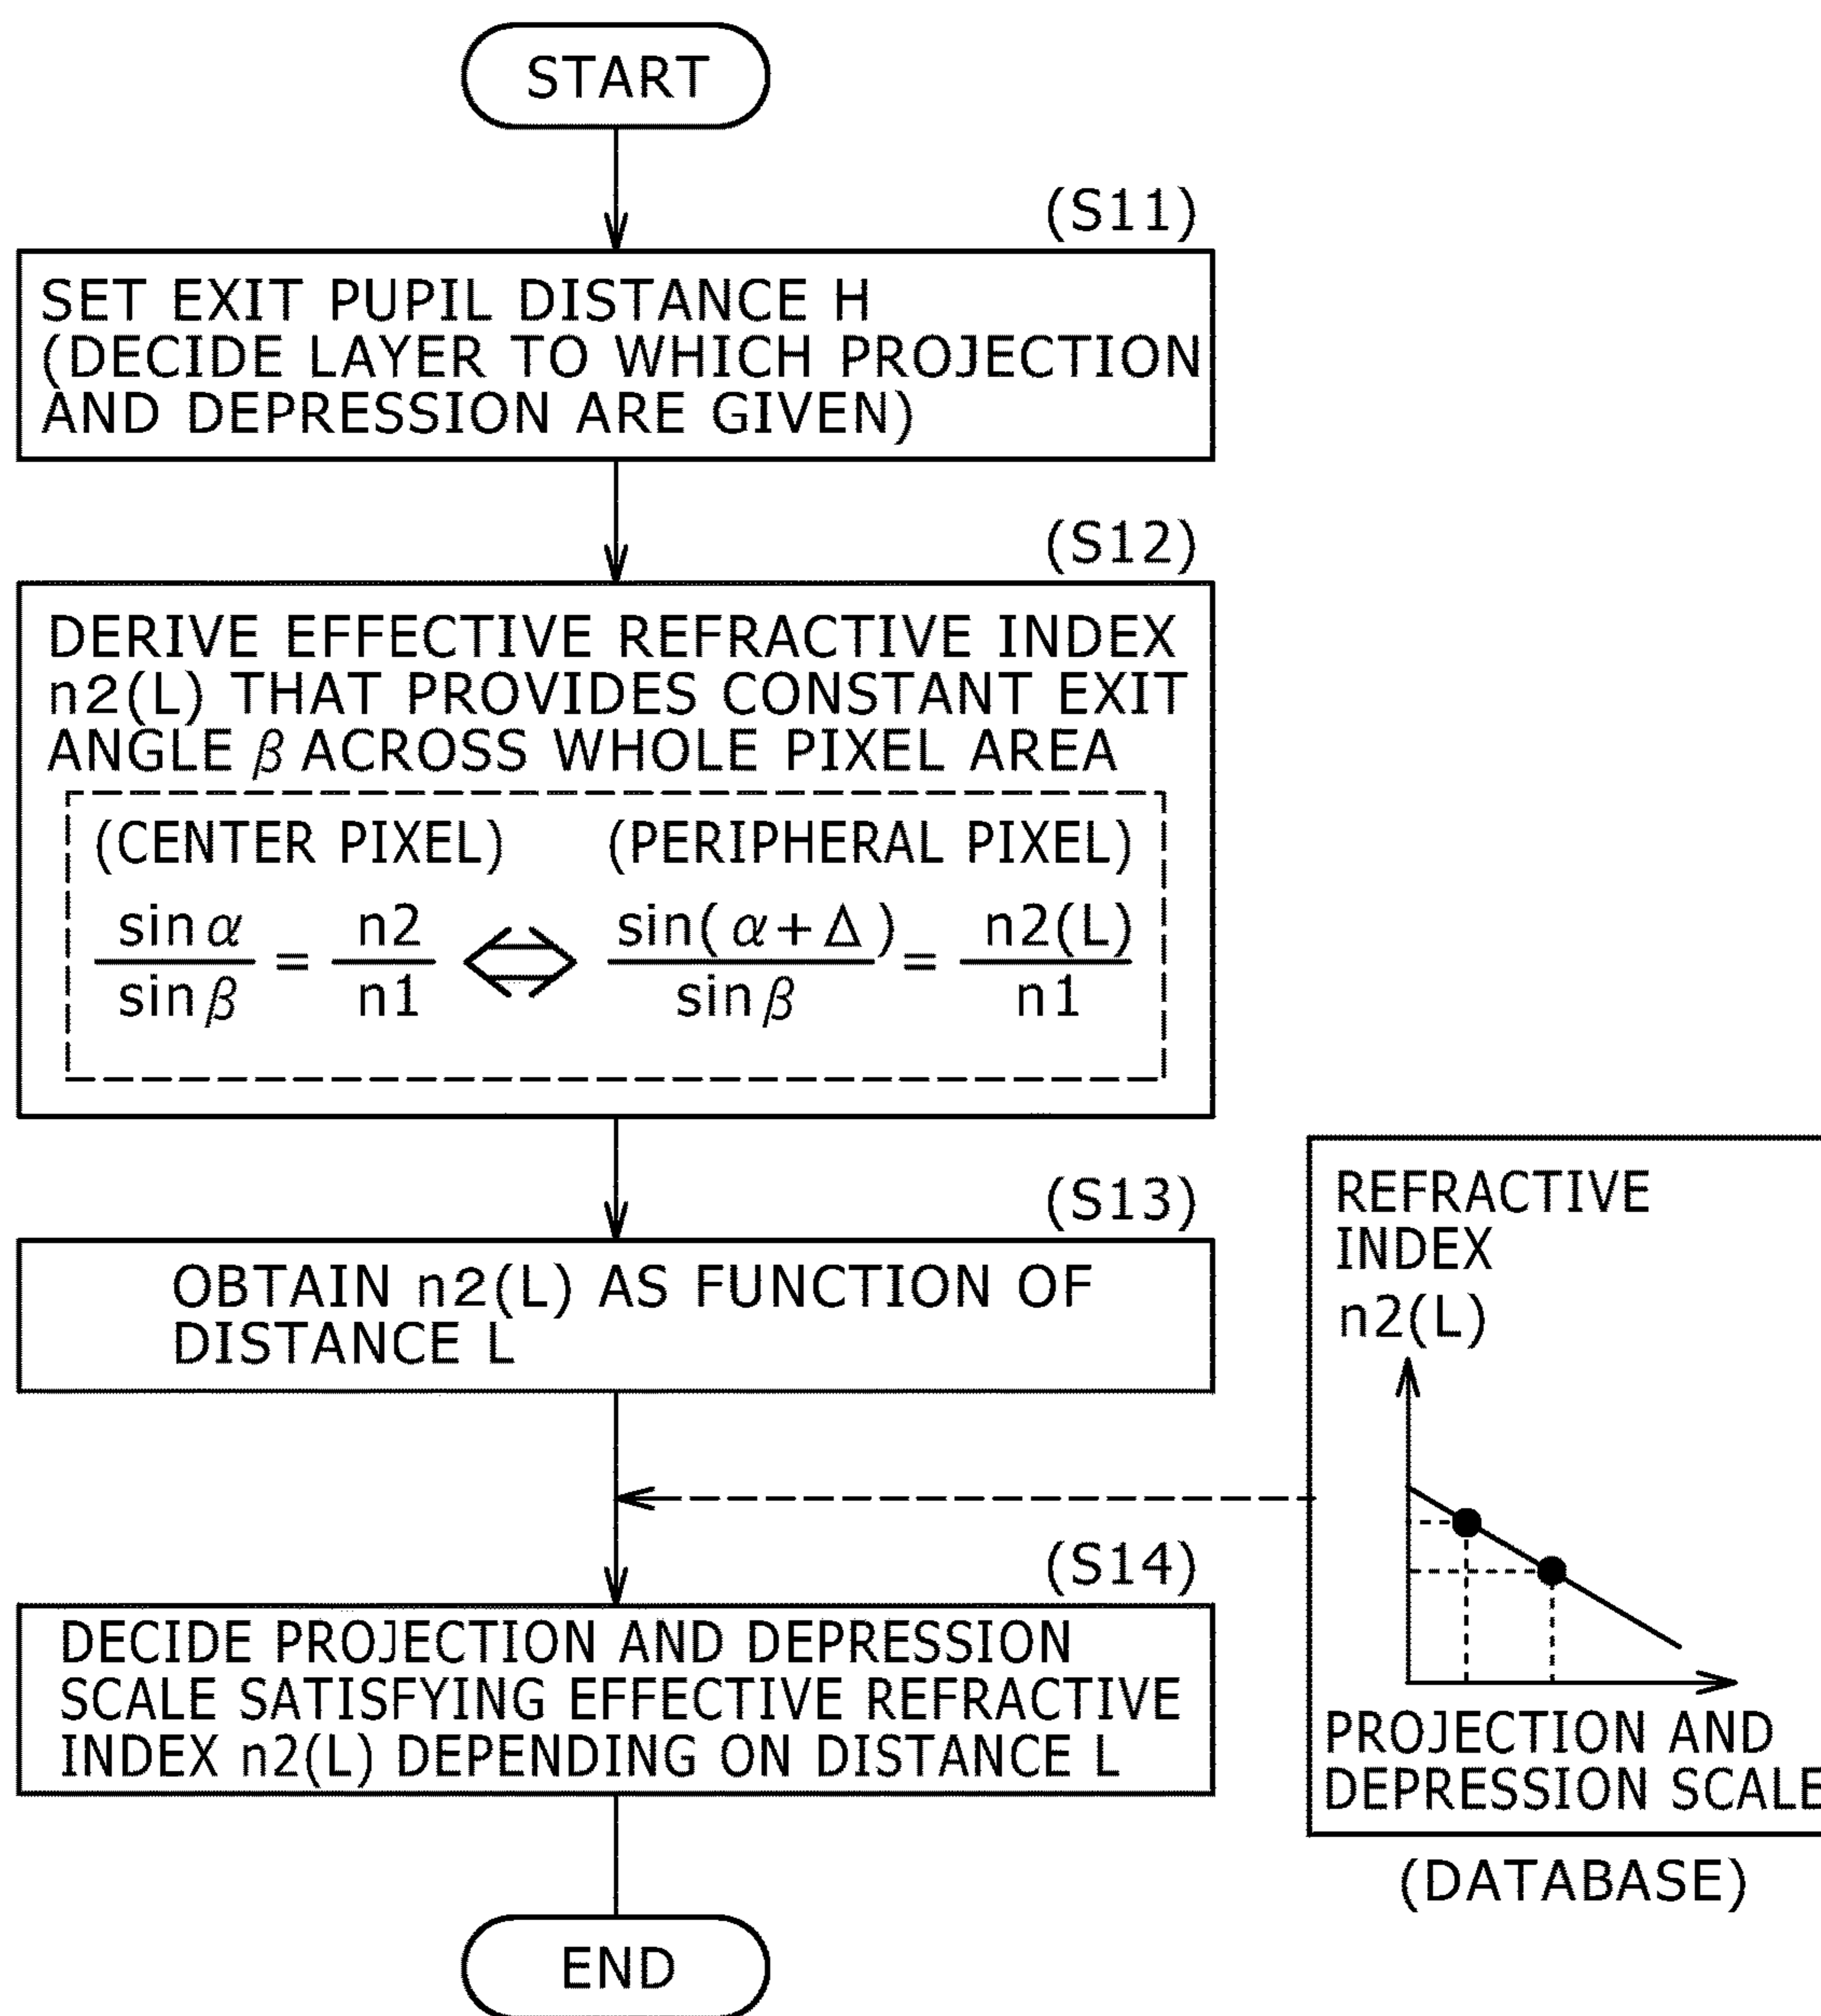 START
(S11)
SET EXIT PUPIL DISTANCE H
(DECIDE LAYER TO WHICH PROJECTION
AND DEPRESSION ARE GIVEN)
(S12)
DERIVE EFFECTIVE REFRACTIVE INDEX
n2(L) THAT PROVIDES CONSTANT EXIT
ANGLE β ACROSS WHOLE PIXEL AREA
(CENTER PIXEL) (PERIPHERAL PIXEL)
sin α / sin β = n2 / n1 ⇔ sin(α+Δ) / sin β = n2(L) / n1
(S13)
OBTAIN n2(L) AS FUNCTION OF
DISTANCE L
REFRACTIVE
INDEX
n2(L)
PROJECTION AND
DEPRESSION SCALE
(DATABASE)
(S14)
DECIDE PROJECTION AND DEPRESSION
SCALE SATISFYING EFFECTIVE REFRACTIVE
INDEX n2(L) DEPENDING ON DISTANCE L
END